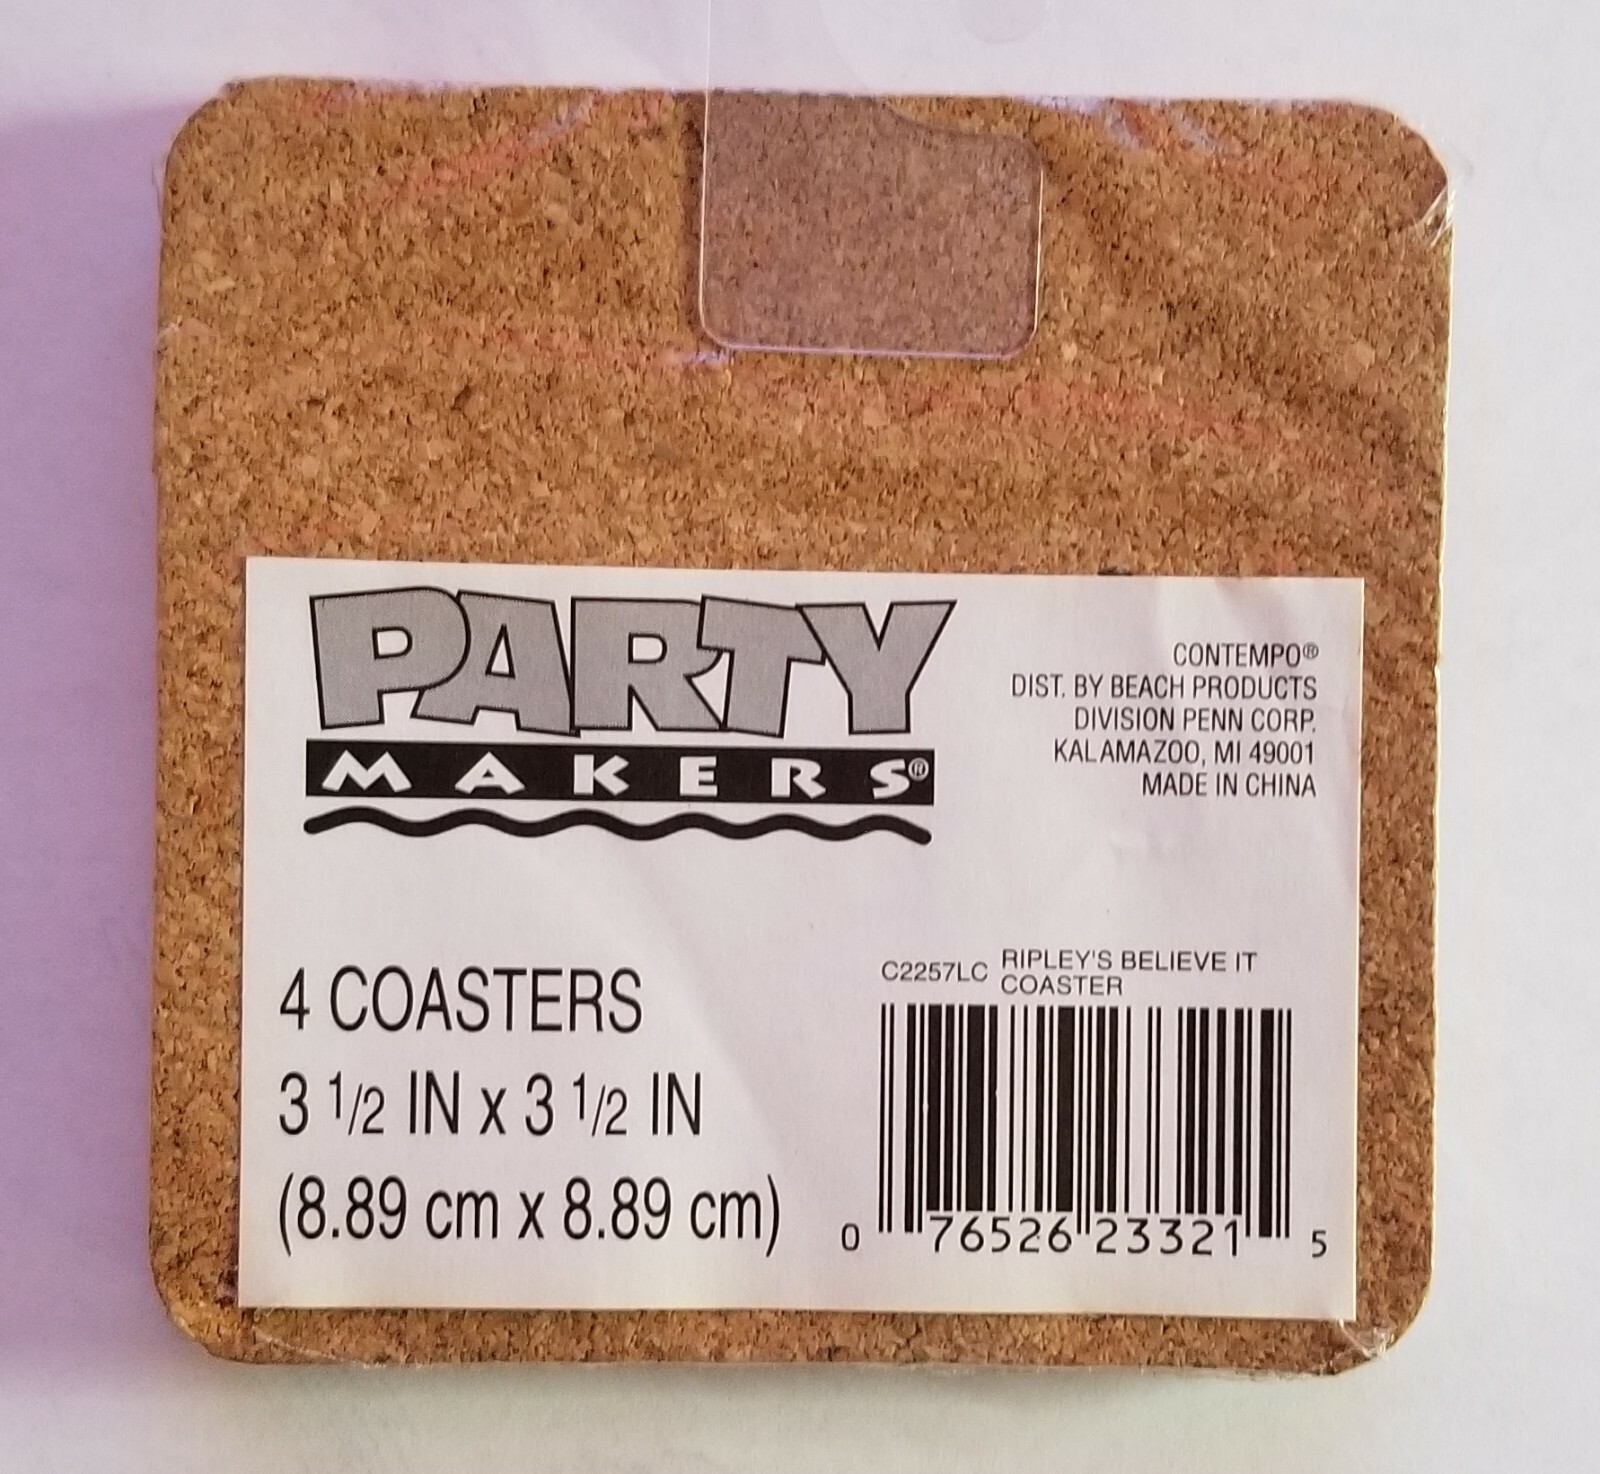 PARTY
MAKERS®
CONTEMPO®
DIST. BY BEACH PRODUCTS
DIVISION PENN CORP.
KALAMAZOO, MI 49001
MADE IN CHINA
4 COASTERS
3 1/2 IN x 3 1/2 IN
(8.89 cm x 8.89 cm)
C2257LC RIPLEY'S BELIEVE IT
COASTER
0 76526 23321 5